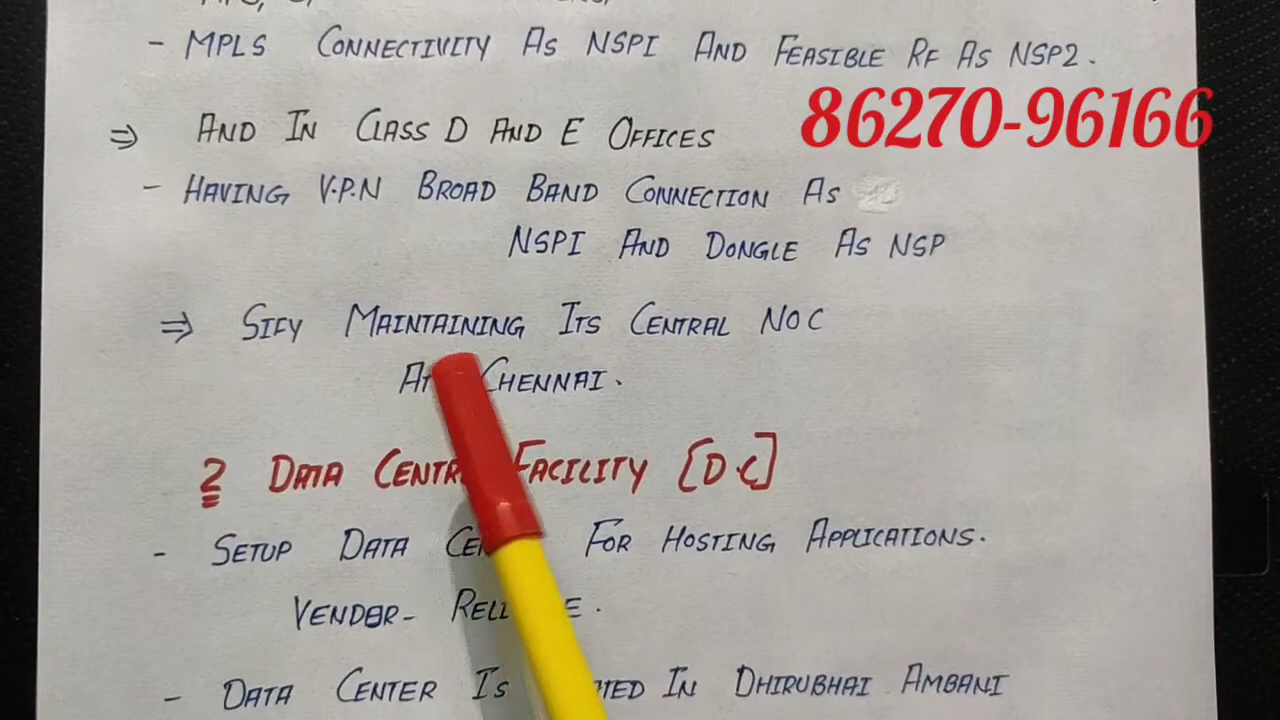 - MPLS CONNECTIVITY AS NSP1 AND FEASIBLE RF AS NSP2.
86270-96166
⇒ AND IN CLASS D AND E OFFICES
- HAVING V.P.N BROAD BAND CONNECTION AS
NSP1 AND DONGLE AS NSP
⇒ SIFY MAINTAINING ITS CENTRAL NOC
CHENNAI.
2 DATA FACILITY [D.C]
- SETUP DATA FOR HOSTING APPLICATIONS.
VENDOR-
- DATA CENTER IS IN DHIRUBHAI AMBANI